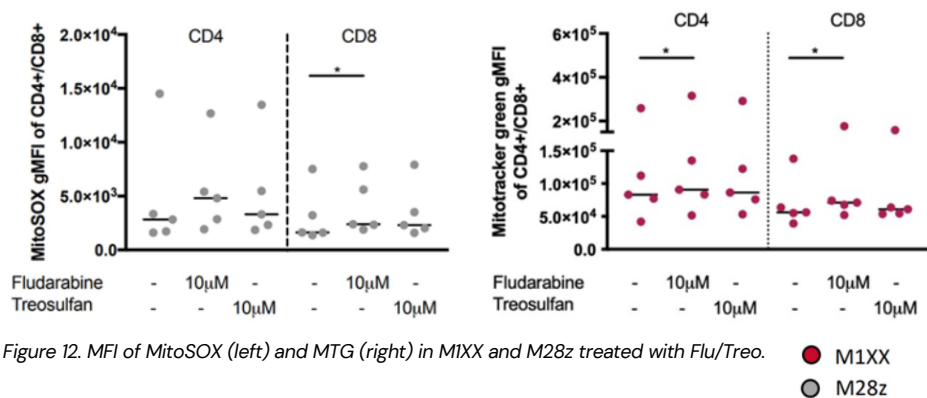 CD4
CD8
MitoSOX gMFI of CD4+/CD8+
2.0×10⁴
1.5×10⁴
1.0×10⁴
5.0×10³
0.0
*
Fludarabine - 10μM - - 10μM -
Treosulfan - - 10μM - - 10μM
CD4
CD8
Mitotracker green gMFI
of CD4+/CD8+
6×10⁵
4×10⁵
2×10⁵
1.5×10⁵
1.0×10⁵
5.0×10⁴
0.0
*
*
Fludarabine - 10μM - - 10μM -
Treosulfan - - 10μM - - 10μM
Figure 12. MFI of MitoSOX (left) and MTG (right) in M1XX and M28z treated with Flu/Treo.
M1XX
M28z